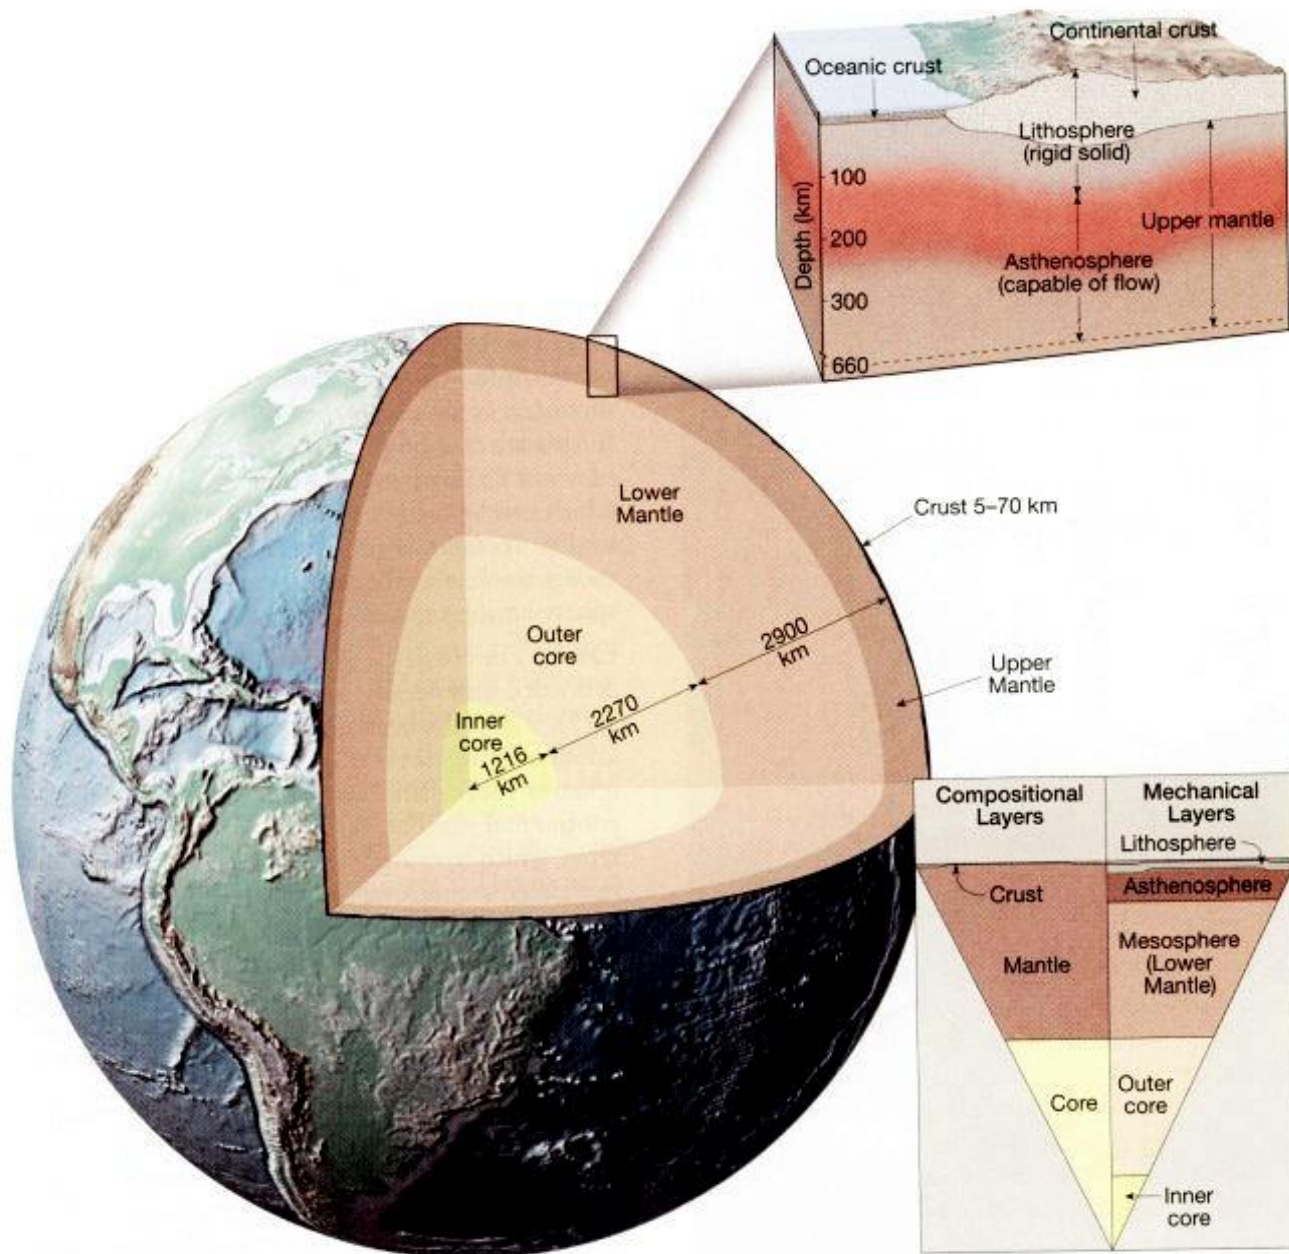 Continental crust
Oceanic crust
Lithosphere
(rigid solid)
100
Depth (km)
Upper mantle
200
Asthenosphere
(capable of flow)
300
660
Lower
Mantle
Crust 5–70 km
Outer
core
2900
km
Upper
Mantle
2270
km
Inner
core
1216
km
Compositional
Layers
Mechanical
Layers
Lithosphere
Crust
Asthenosphere
Mantle
Mesosphere
(Lower
Mantle)
Core
Outer
core
Inner
core